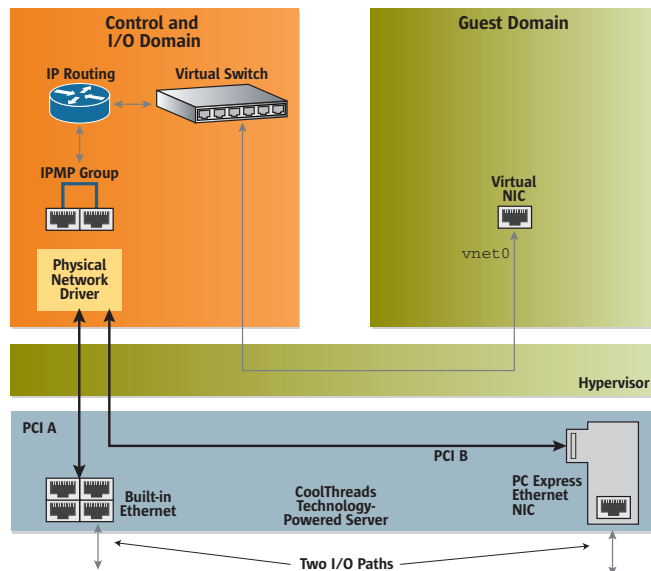 Control and
I/O Domain
Guest Domain
IP Routing
Virtual Switch
IPMP Group
Virtual
NIC
vnet0
Physical
Network
Driver
Hypervisor
PCI A
PCI B
Built-in
Ethernet
CoolThreads
Technology-
Powered Server
PC Express
Ethernet
NIC
Two I/O Paths